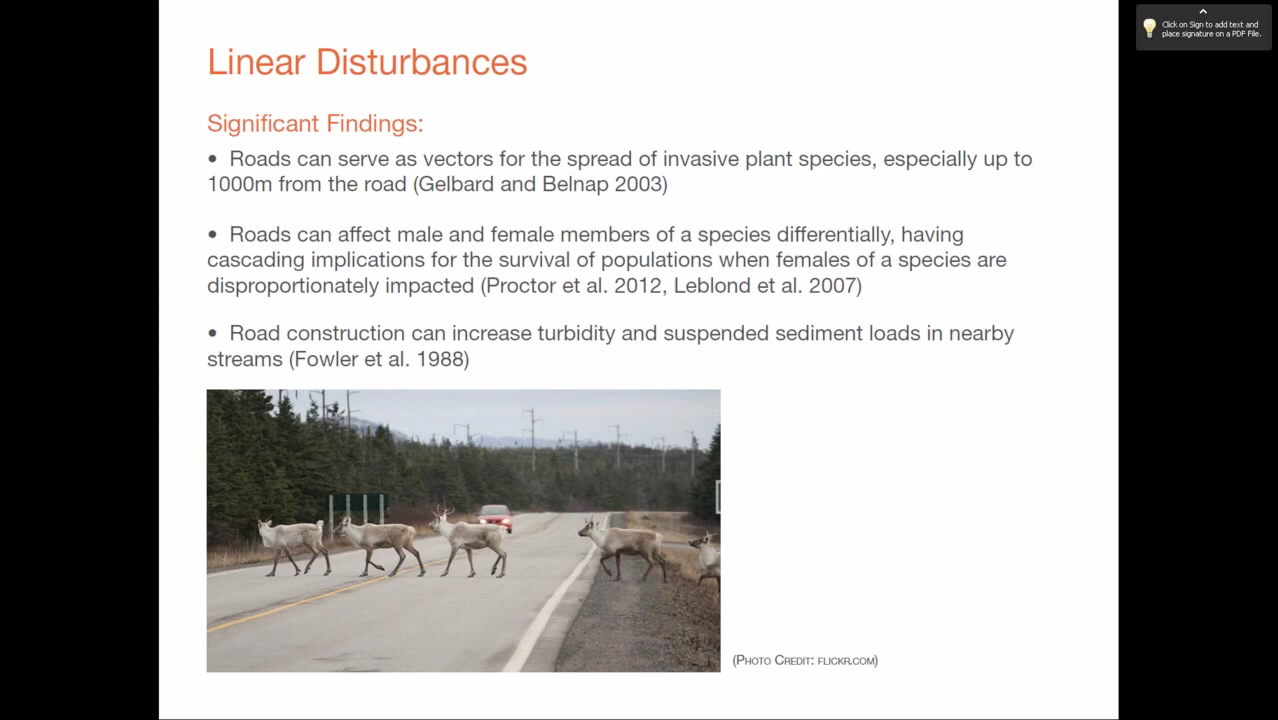 Linear Disturbances
Click on Sign to add text and
place signature on a PDF File.
Significant Findings:
• Roads can serve as vectors for the spread of invasive plant species, especially up to
1000m from the road (Gelbard and Belnap 2003)
• Roads can affect male and female members of a species differentially, having
cascading implications for the survival of populations when females of a species are
disproportionately impacted (Proctor et al. 2012, Leblond et al. 2007)
• Road construction can increase turbidity and suspended sediment loads in nearby
streams (Fowler et al. 1988)
(Photo Credit: flickr.com)